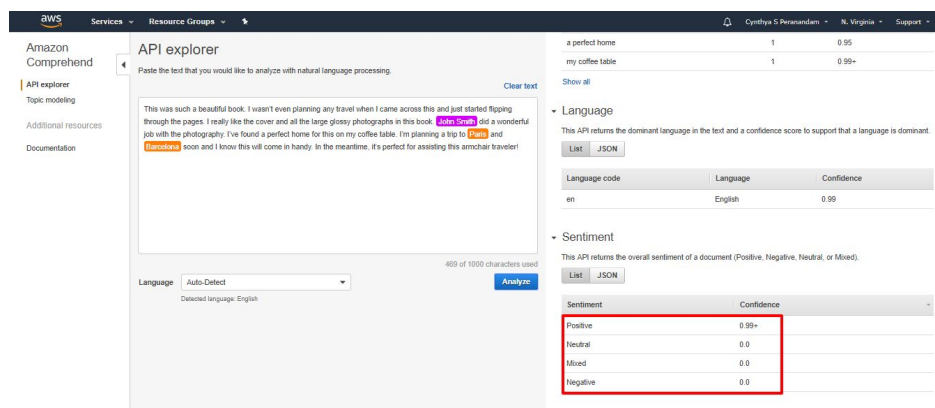 aws Services Resource Groups Cynthya S Peranandam N. Virginia Support
Amazon
Comprehend
API explorer
Topic modeling
Additional resources
Documentation
API explorer
Paste the text that you would like to analyze with natural language processing.
Clear text
This was such a beautiful book. I wasn't even planning any travel when I came across this and just started flipping
through the pages. I really like the cover and all the large glossy photographs in this book. John Smith did a wonderful
job with the photography. I've found a perfect home for this on my coffee table. I'm planning a trip to Paris and
Barcelona soon and I know this will come in handy. In the meantime, it's perfect for assisting this armchair traveler!
469 of 1000 characters used
Language Auto-Detect Analyze
Detected language: English
a perfect home 1 0.95
my coffee table 1 0.99+
Show all
Language
This API returns the dominant language in the text and a confidence score to support that a language is dominant.
List JSON
Language code Language Confidence
en English 0.99
Sentiment
This API returns the overall sentiment of a document (Positive, Negative, Neutral, or Mixed).
List JSON
Sentiment Confidence
Positive 0.99+
Neutral 0.0
Mixed 0.0
Negative 0.0